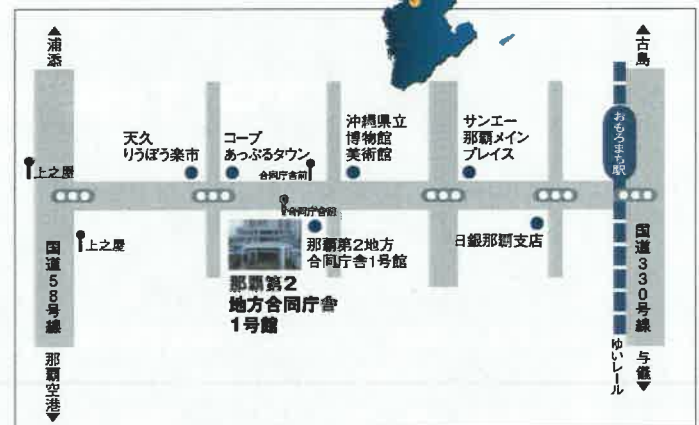 ▲浦添
▲古島
天久
りうぼう楽市
コープ
あっぷるタウン
沖縄県立
博物館
美術館
サンエー
那覇メイン
プレイス
おもろまち駅
上之屋
合同庁舎前
合同庁舎前
上之屋
那覇第2地方
合同庁舎1号館
日銀那覇支店
国道58号線
国道330号線
那覇第2
地方合同庁舎
1号館
ゆいレール
那覇空港▼
与儀▼